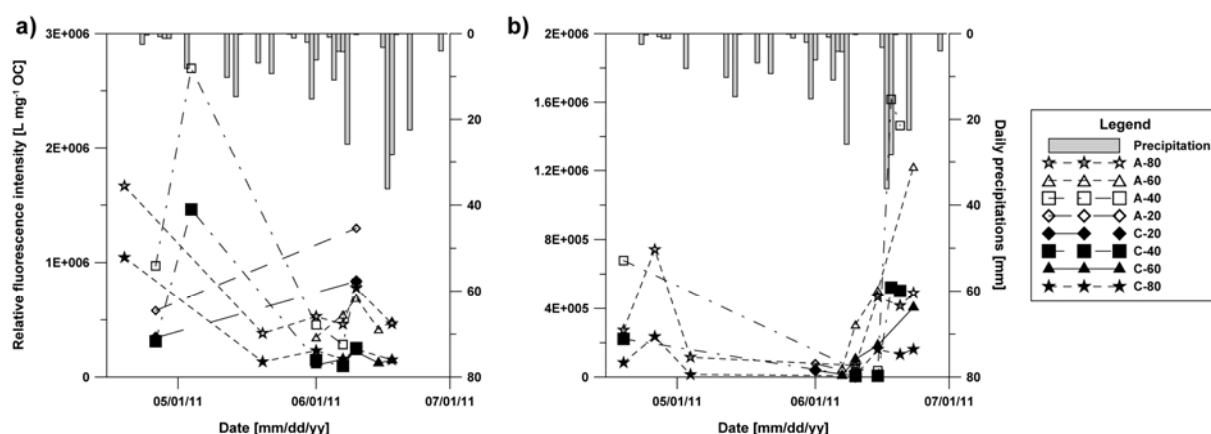 a)
Relative fluorescence intensity [L mg⁻¹ OC]
3E+006
2E+006
1E+006
0
0
20
40
60
80
05/01/11
06/01/11
07/01/11
Date [mm/dd/yy]
b)
2E+006
1.6E+006
1.2E+006
8E+005
4E+005
0
0
20
40
60
80
Daily precipitations [mm]
05/01/11
06/01/11
07/01/11
Date [mm/dd/yy]
Legend
Precipitation
A-80
A-60
A-40
A-20
C-20
C-40
C-60
C-80